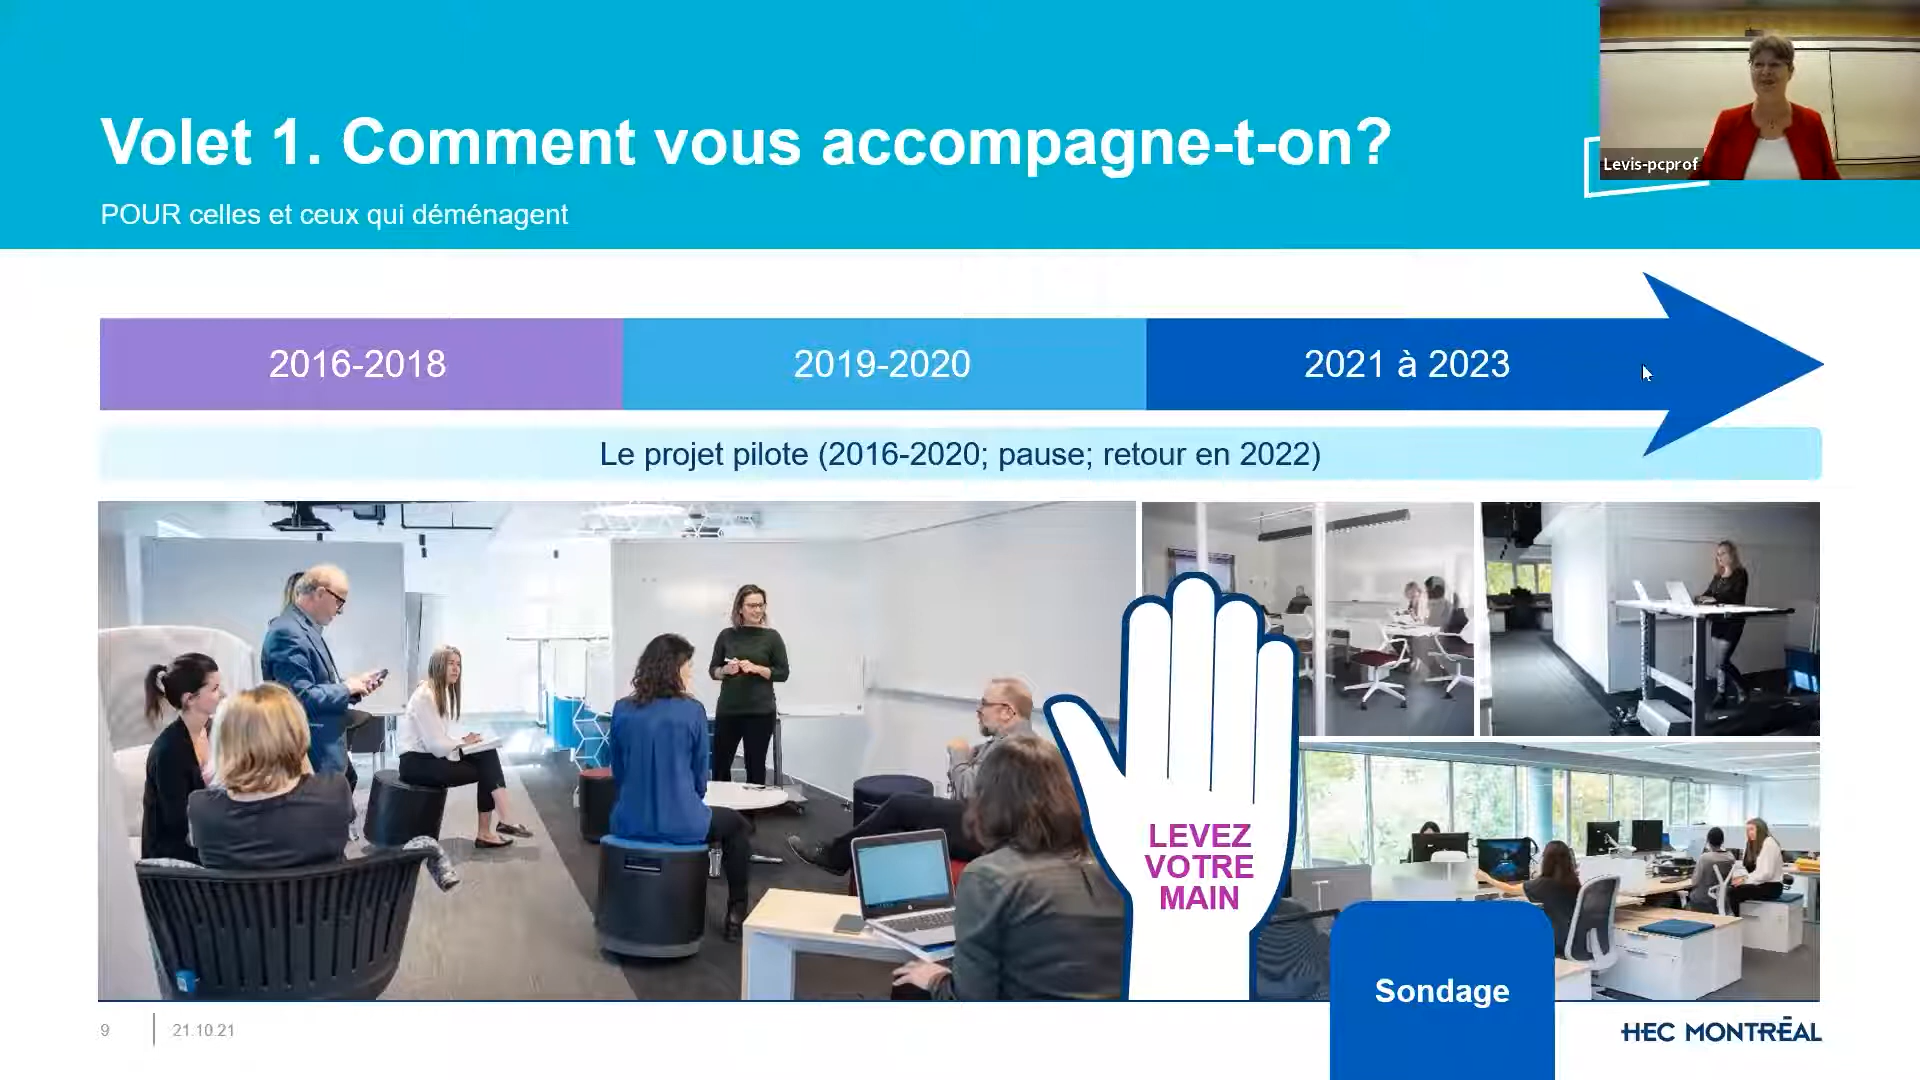 Volet 1. Comment vous accompagne-t-on?
POUR celles et ceux qui déménagent
Levis-pcprof
2016-2018
2019-2020
2021 à 2023
Le projet pilote (2016-2020; pause; retour en 2022)
LEVEZ
VOTRE
MAIN
Sondage
9
21.10.21
HEC MONTRÉAL